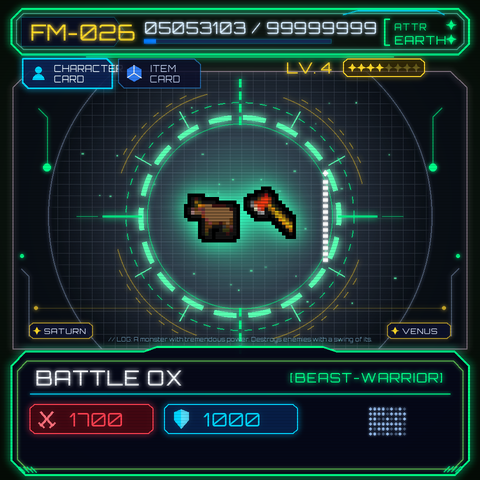 FM-026
05053103 / 99999999
ATTR
EARTH
CHARACTER
CARD
ITEM
CARD
LV.4
SATURN
VENUS
// LOG: A monster with tremendous power. Destroys enemies with a swing of its
BATTLE OX
[BEAST-WARRIOR]
1700
1000